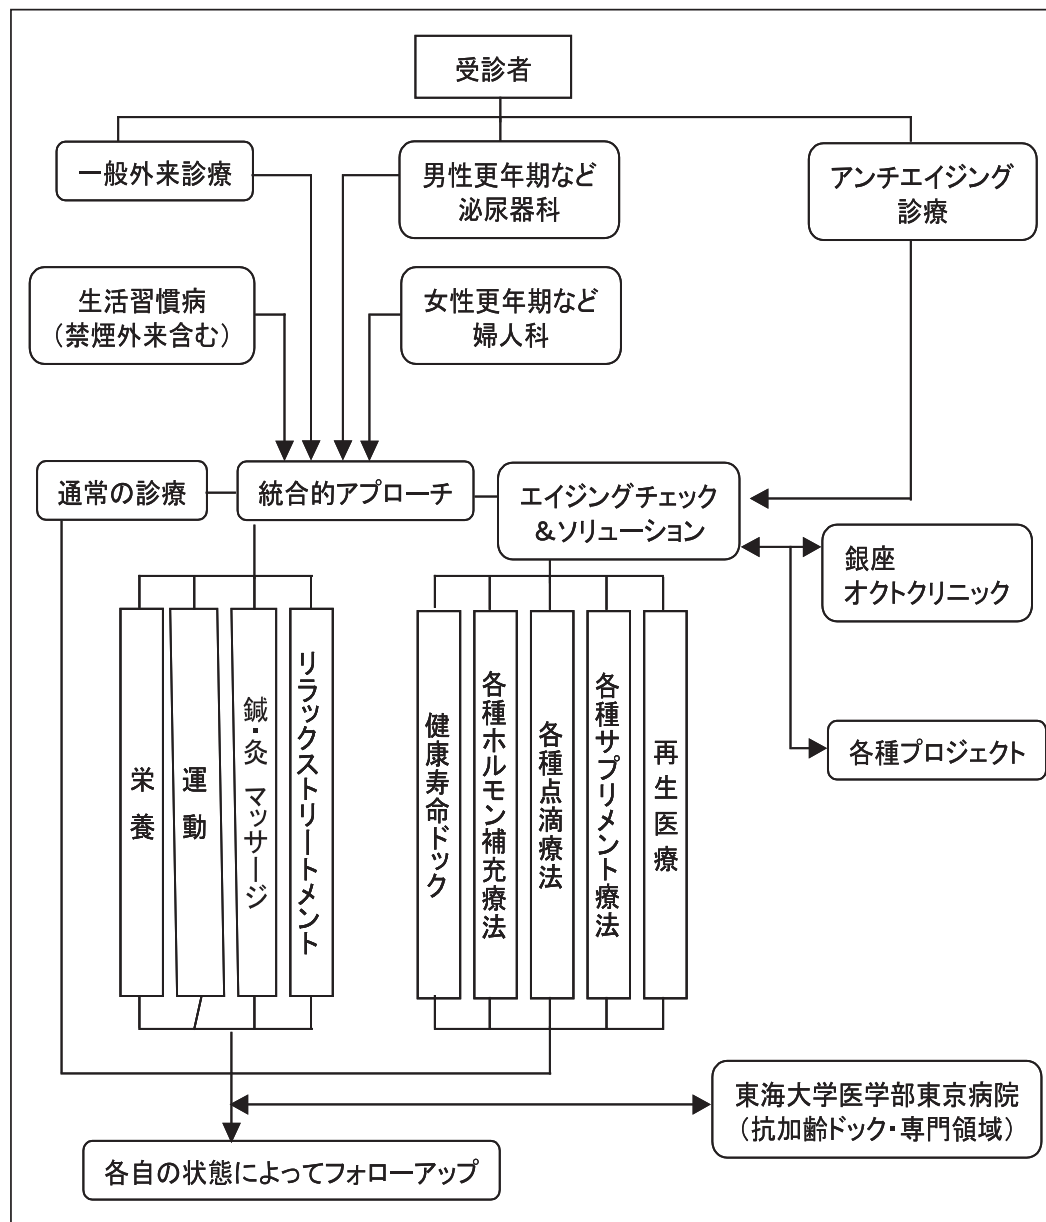 受診者
一般外来診療
男性更年期など
泌尿器科
アンチエイジング
診療
生活習慣病
（禁煙外来含む）
女性更年期など
婦人科
通常の診療
統合的アプローチ
エイジングチェック
＆ソリューション
銀座
オクトクリニック
各種プロジェクト
栄養
運動
鍼・灸 マッサージ
リラックストリートメント
健康寿命ドック
各種ホルモン補充療法
各種点滴療法
各種サプリメント療法
再生医療
東海大学医学部東京病院
（抗加齢ドック・専門領域）
各自の状態によってフォローアップ